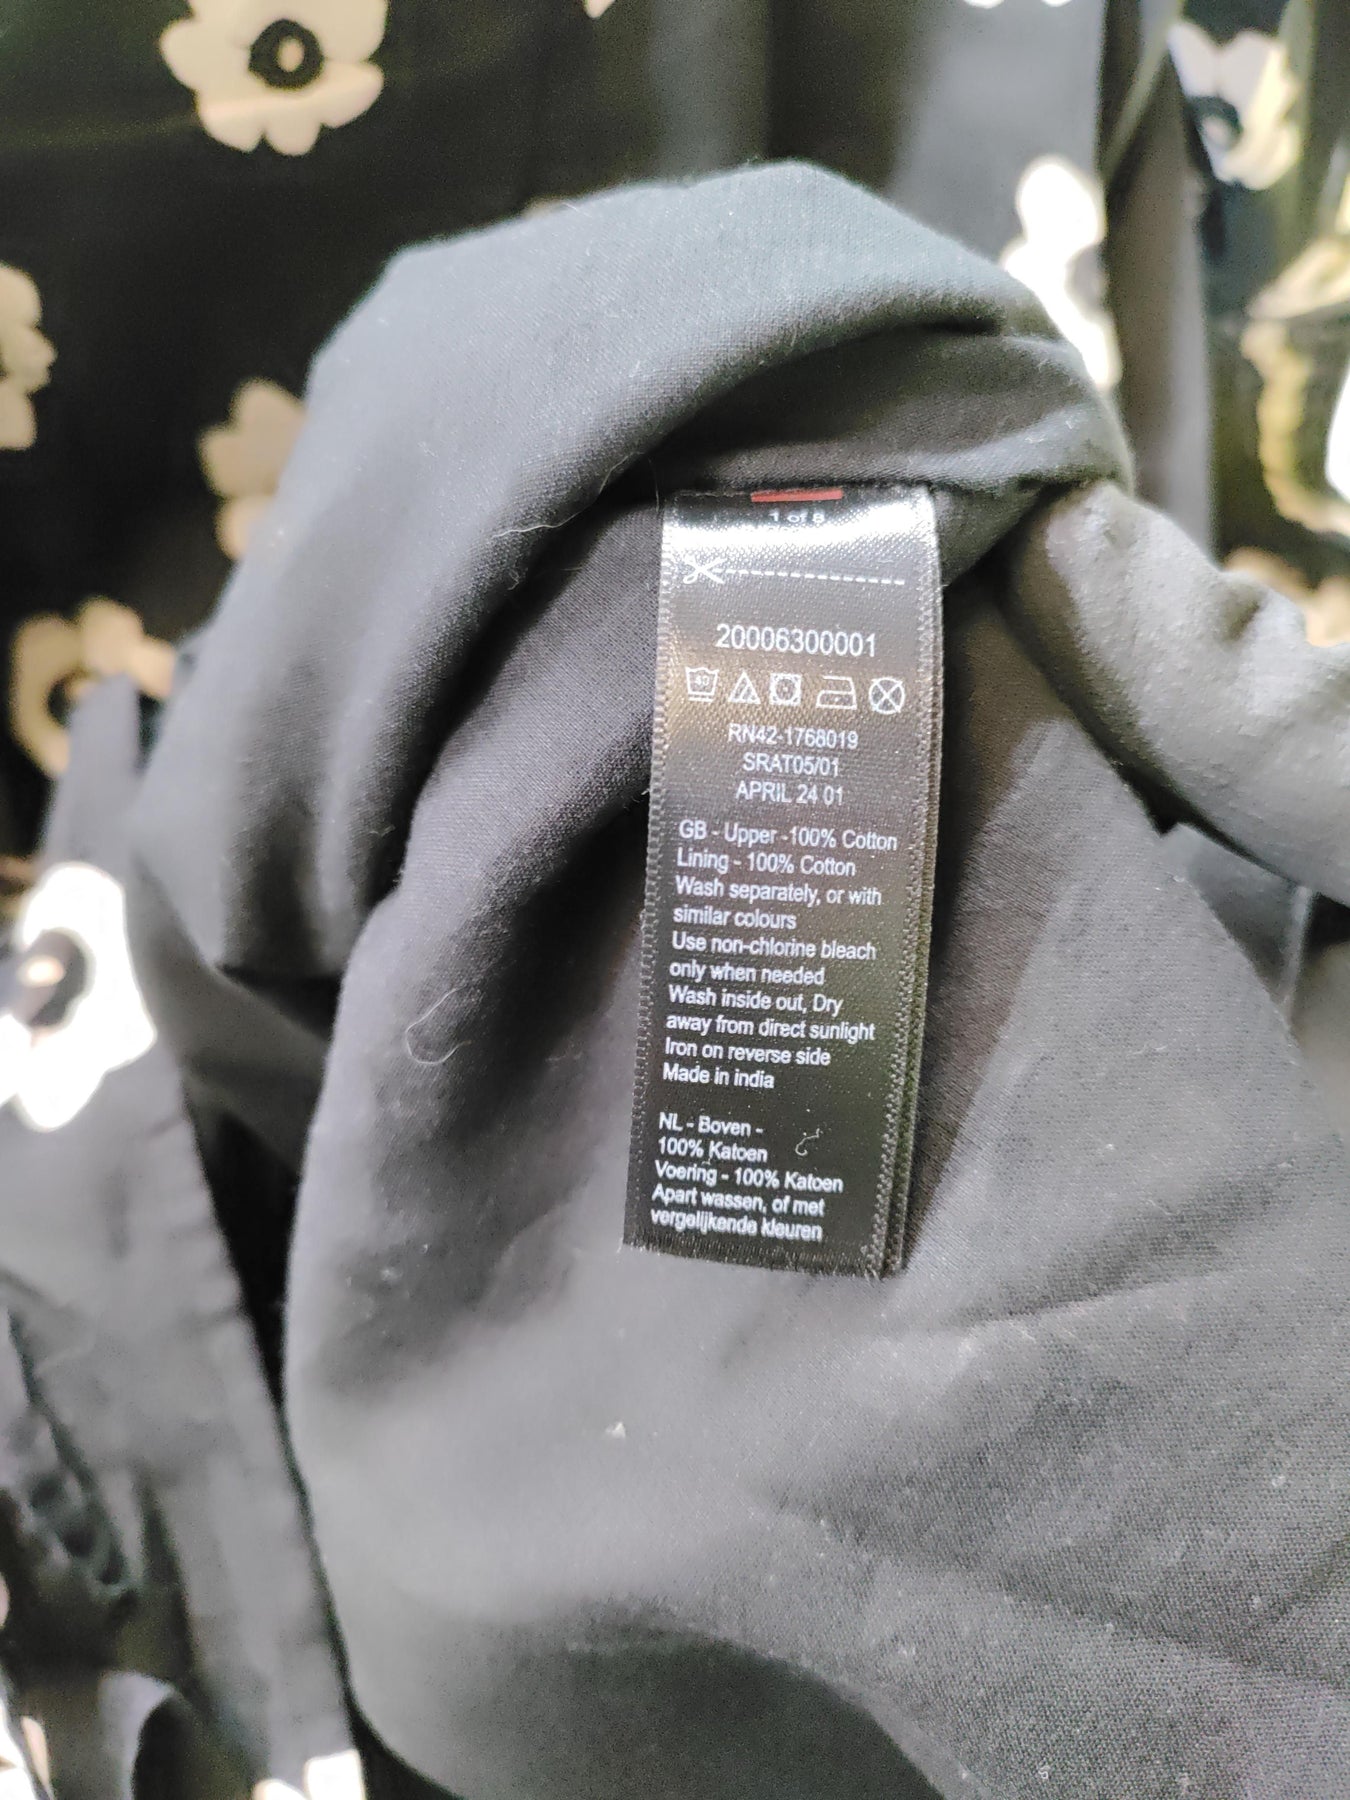 1 of 8
20006300001
40
RN42-1768019
SRAT05/01
APRIL 24 01
GB - Upper -100% Cotton
Lining - 100% Cotton
Wash separately, or with
similar colours
Use non-chlorine bleach
only when needed
Wash inside out, Dry
away from direct sunlight
Iron on reverse side
Made in india
NL - Boven -
100% Katoen
Voering - 100% Katoen
Apart wassen, of met
vergelijkende kleuren